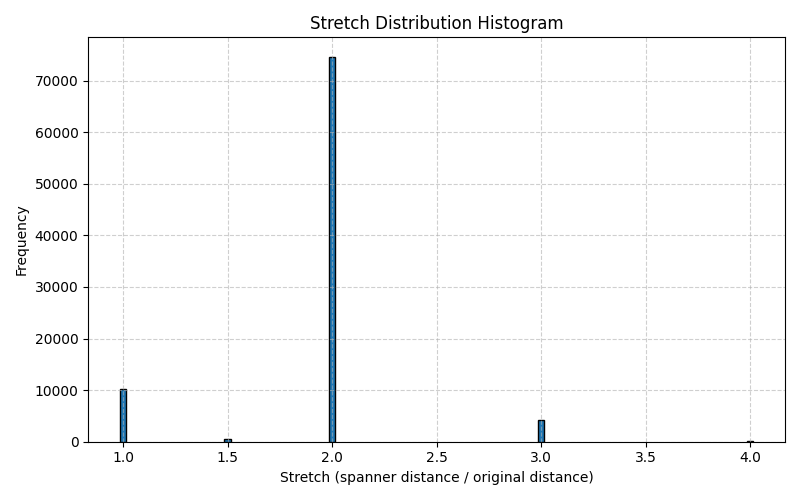 Stretch Distribution Histogram
70000
60000
50000
40000
30000
20000
10000
0
Frequency
1.0 1.5 2.0 2.5 3.0 3.5 4.0
Stretch (spanner distance / original distance)